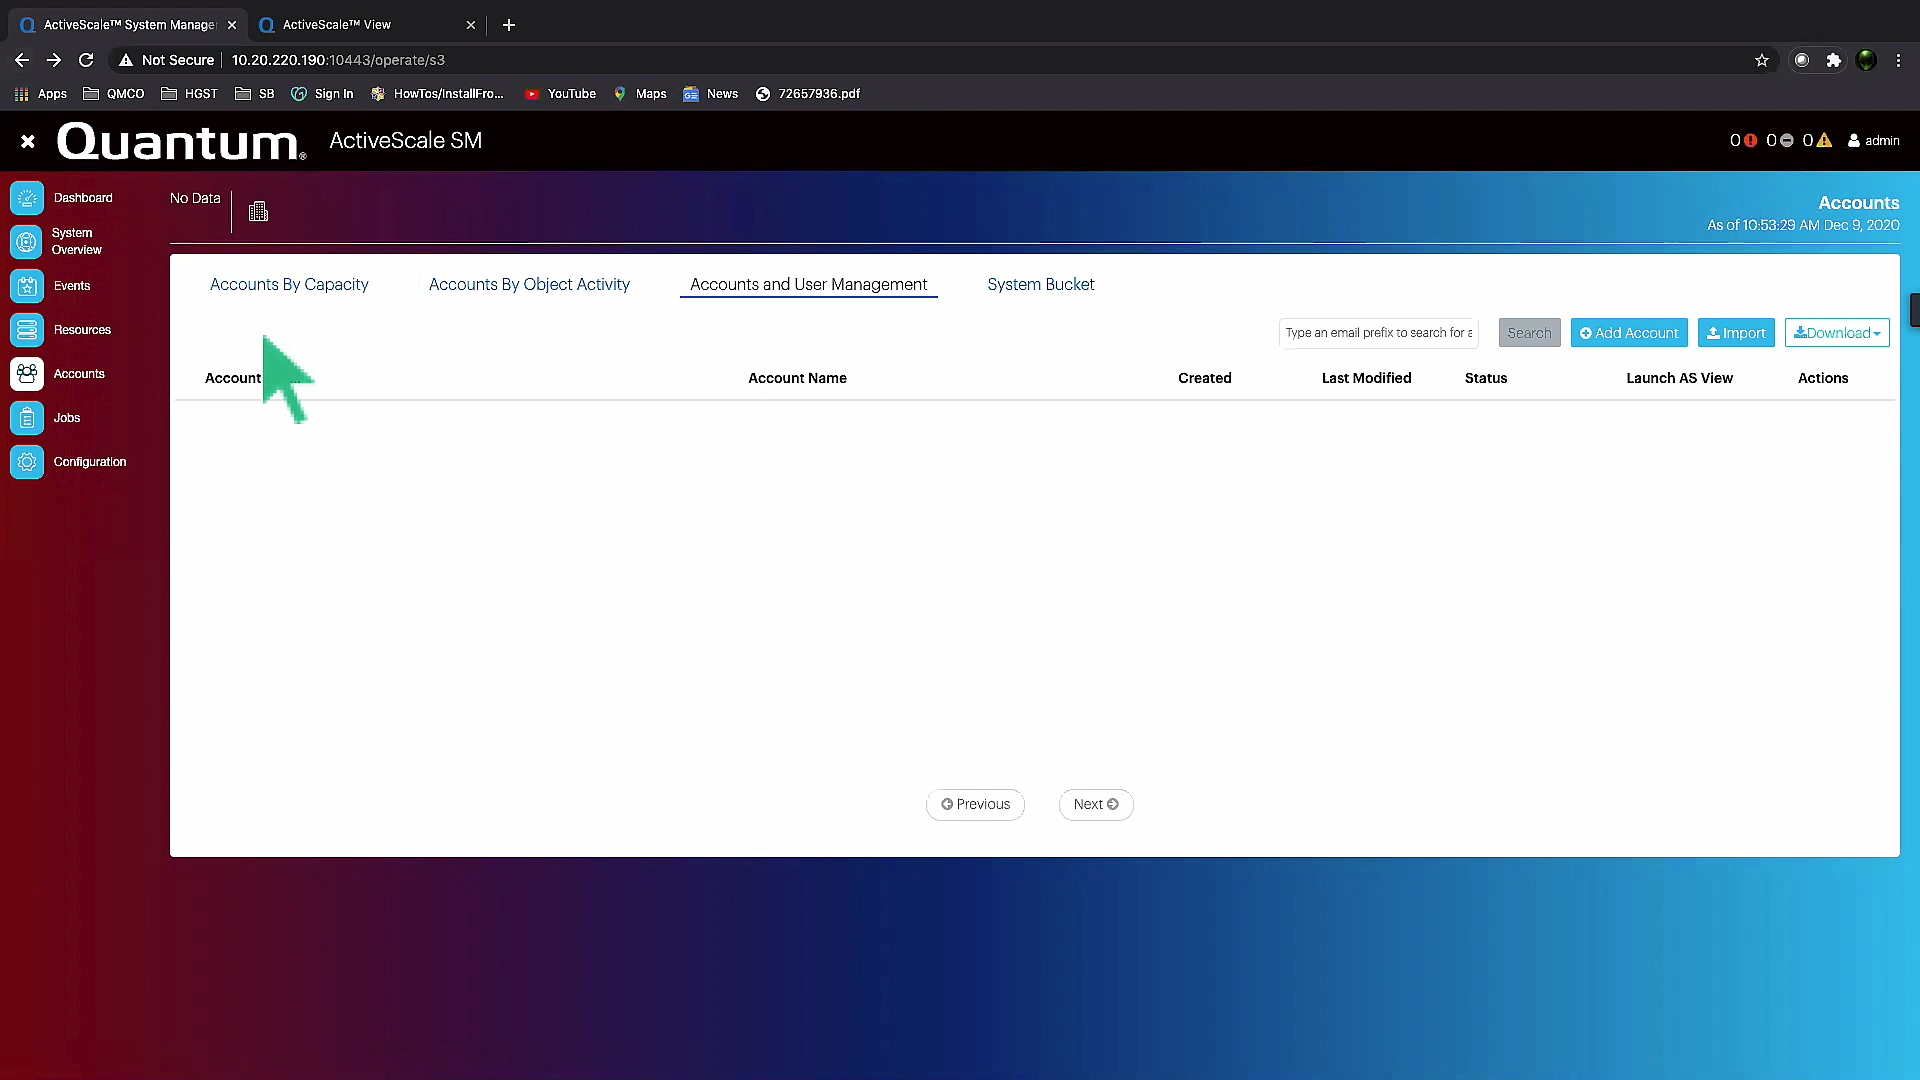 ActiveScale™ System Manage
ActiveScale™ View
Not Secure 10.20.220.190:10443/operate/s3
Apps QMCO HGST SB Sign In HowTos/InstallFro... YouTube Maps News 72657936.pdf
Quantum® ActiveScale SM
0 0 0 admin
Dashboard
System
Overview
Events
Resources
Accounts
Jobs
Configuration
No Data
Accounts
As of 10:53:29 AM Dec 9, 2020
Accounts By Capacity Accounts By Object Activity Accounts and User Management System Bucket
Type an email prefix to search for a Search Add Account Import Download
Account Account Name Created Last Modified Status Launch AS View Actions
Previous Next